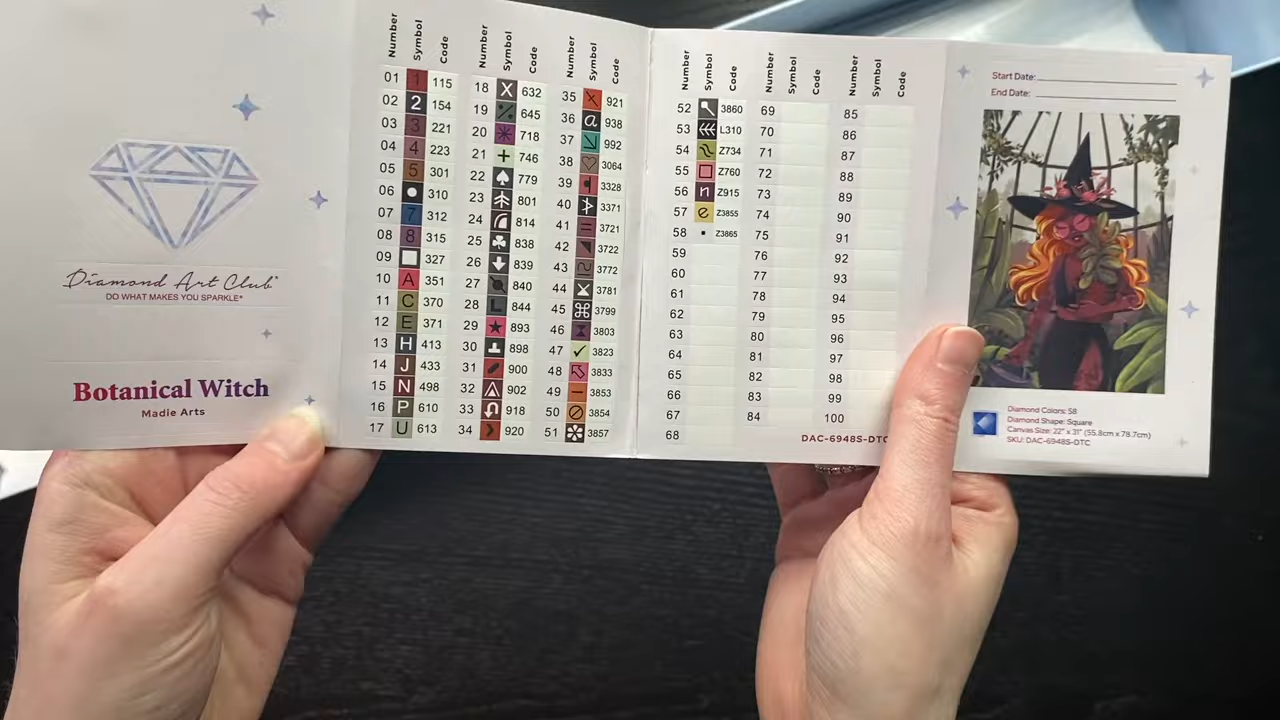 Diamond Art Club®
DO WHAT MAKES YOU SPARKLE®
Botanical Witch
Madie Arts
Number Symbol Code
01 1 115
02 2 154
03 3 221
04 4 223
05 5 301
06 310
07 7 312
08 8 315
09 327
10 A 351
11 C 370
12 E 371
13 H 413
14 J 433
15 N 498
16 P 610
17 U 613
Number Symbol Code
18 X 632
19 645
20 718
21 + 746
22 ♠ 779
23 801
24 814
25 ♣ 838
26 839
27 840
28 L 844
29 ★ 893
30 898
31 900
32 902
33 918
34 920
Number Symbol Code
35 921
36 a 938
37 992
38 ♡ 3064
39 3328
40 3371
41 = 3721
42 3722
43 3772
44 3781
45 ⌘ 3799
46 3803
47 ✓ 3823
48 3833
49 – 3853
50 3854
51 3857
Number Symbol Code
52 3860
53 L310
54 Z734
55 Z760
56 n Z915
57 e Z3855
58 Z3865
59
60
61
62
63
64
65
66
67
68
Number Symbol Code
69
70
71
72
73
74
75
76
77
78
79
80
81
82
83
84
Number Symbol Code
85
86
87
88
89
90
91
92
93
94
95
96
97
98
99
100
DAC-6948S-DTC
Start Date:
End Date:
Diamond Colors: 58
Diamond Shape: Square
Canvas Size: 22" x 31" (55.8cm x 78.7cm)
SKU: DAC-6948S-DTC